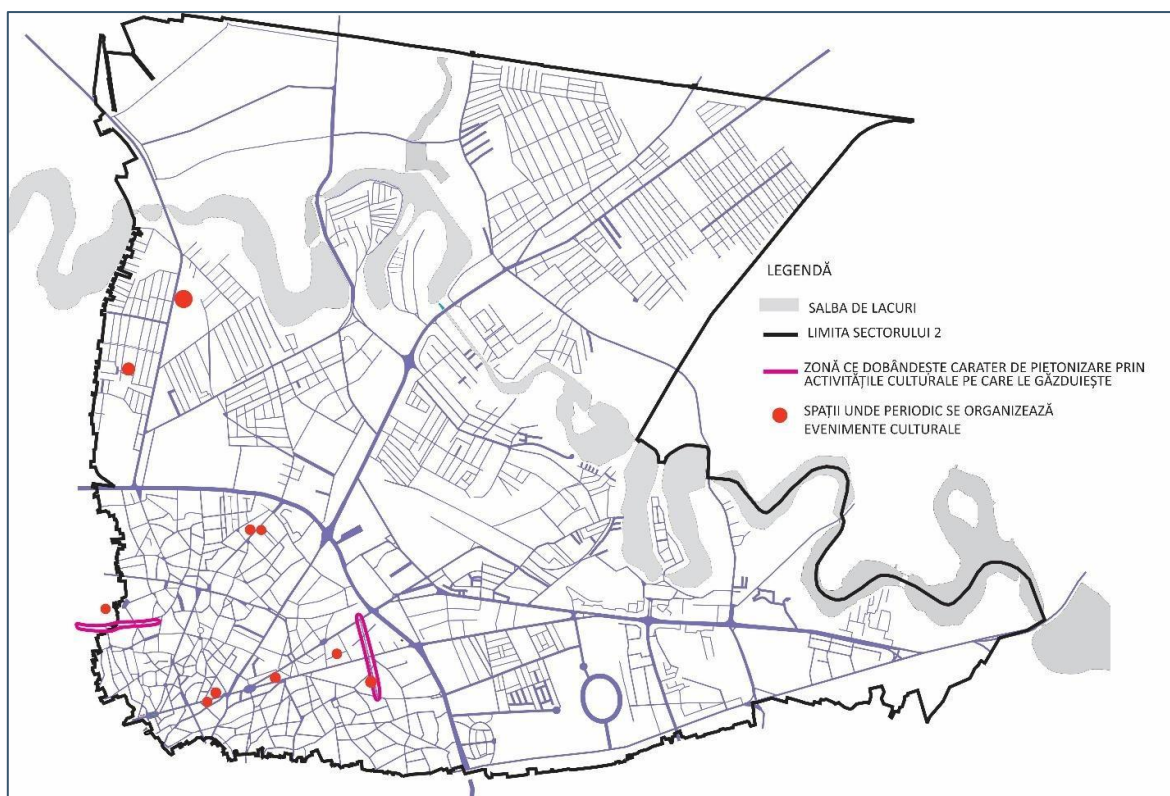 LEGENDĂ
SALBA DE LACURI
LIMITA SECTORULUI 2
ZONĂ CE DOBÂNDEȘTE CARATER DE PIETONIZARE PRIN
ACTIVITĂȚILE CULTURALE PE CARE LE GĂZDUIEȘTE
SPAȚII UNDE PERIODIC SE ORGANIZEAZĂ
EVENIMENTE CULTURALE